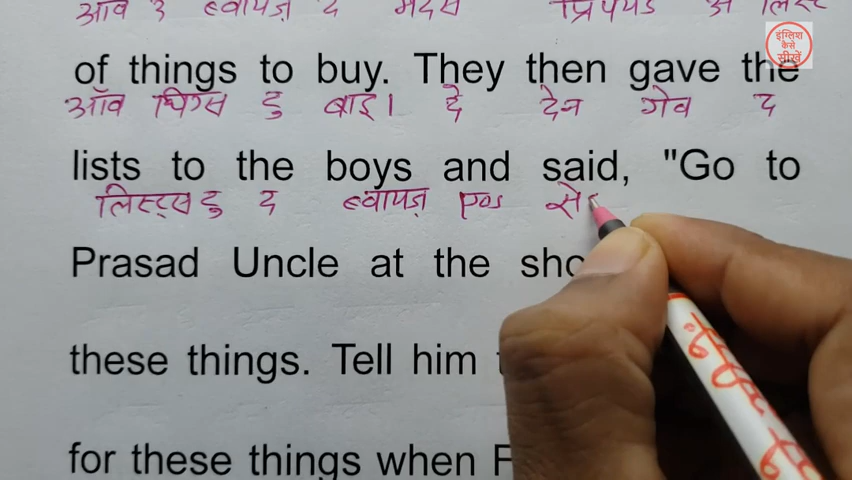 of things to buy. They then gave the
ऑव थिंग्स टु बाइ। दे देन गेव द
lists to the boys and said, "Go to
लिस्ट्स टु द ब्वायज़ एण्ड से
Prasad Uncle at the sho
these things. Tell him t
for these things when F
इंग्लिश
कैसे
सीखें